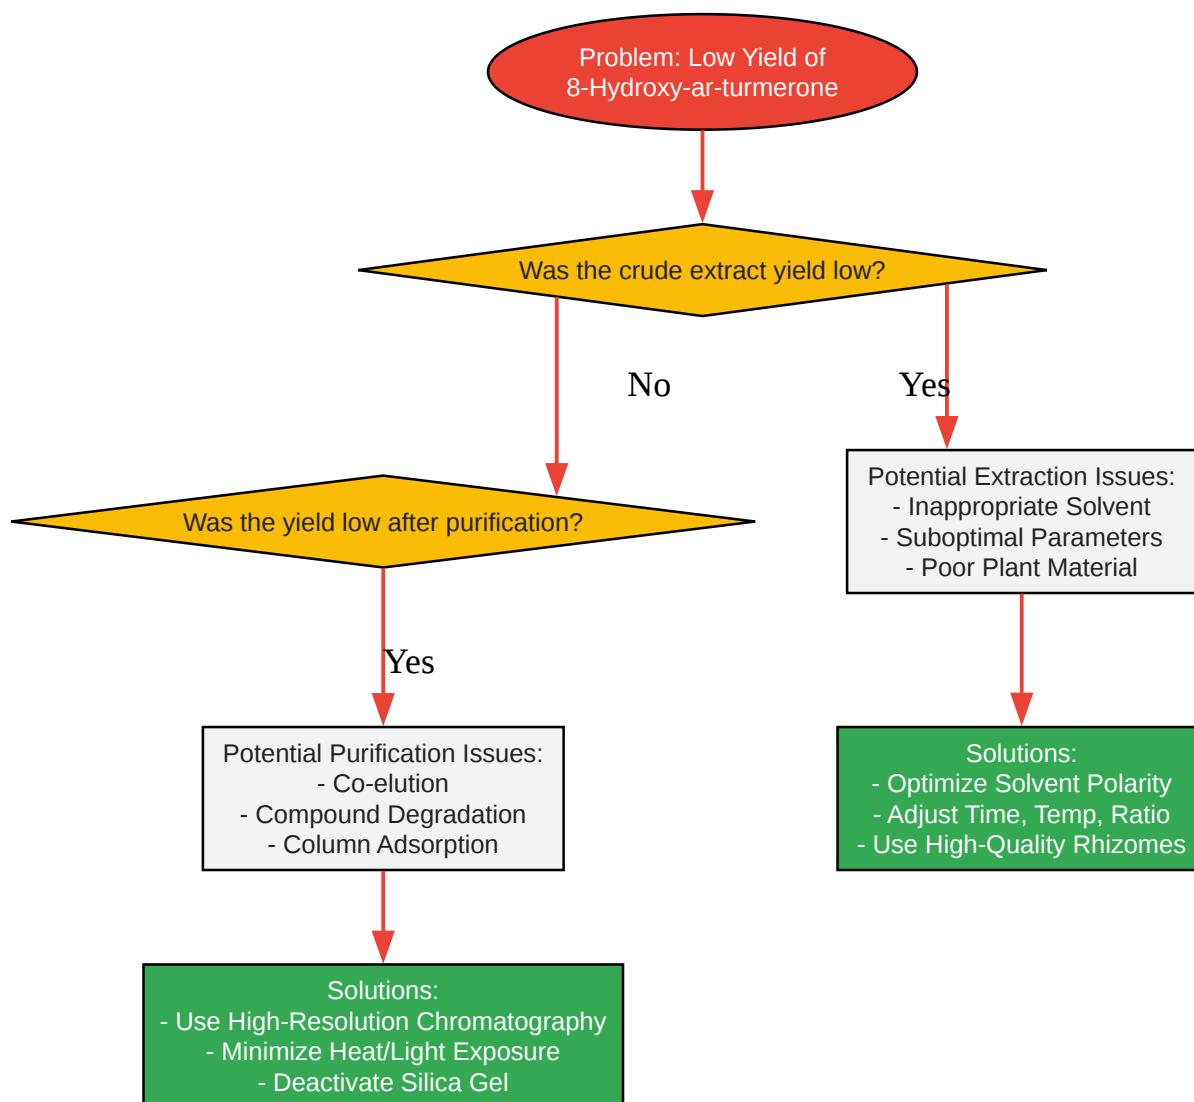 Problem: Low Yield of
8-Hydroxy-ar-turmerone
Was the crude extract yield low?
No
Yes
Potential Extraction Issues:
- Inappropriate Solvent
- Suboptimal Parameters
- Poor Plant Material
Was the yield low after purification?
Yes
Potential Purification Issues:
- Co-elution
- Compound Degradation
- Column Adsorption
Solutions:
- Optimize Solvent Polarity
- Adjust Time, Temp, Ratio
- Use High-Quality Rhizomes
Solutions:
- Use High-Resolution Chromatography
- Minimize Heat/Light Exposure
- Deactivate Silica Gel